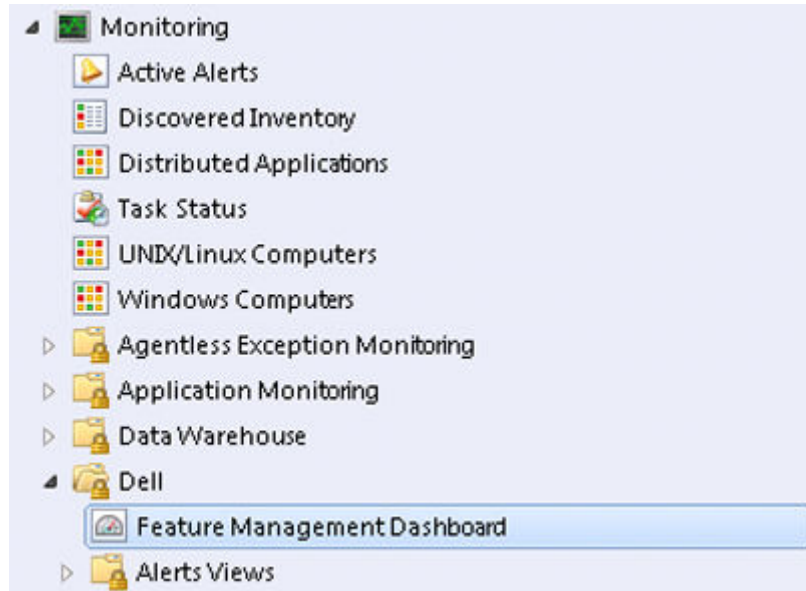 Monitoring
Active Alerts
Discovered Inventory
Distributed Applications
Task Status
UNIX/Linux Computers
Windows Computers
Agentless Exception Monitoring
Application Monitoring
Data Warehouse
Dell
Feature Management Dashboard
Alerts Views